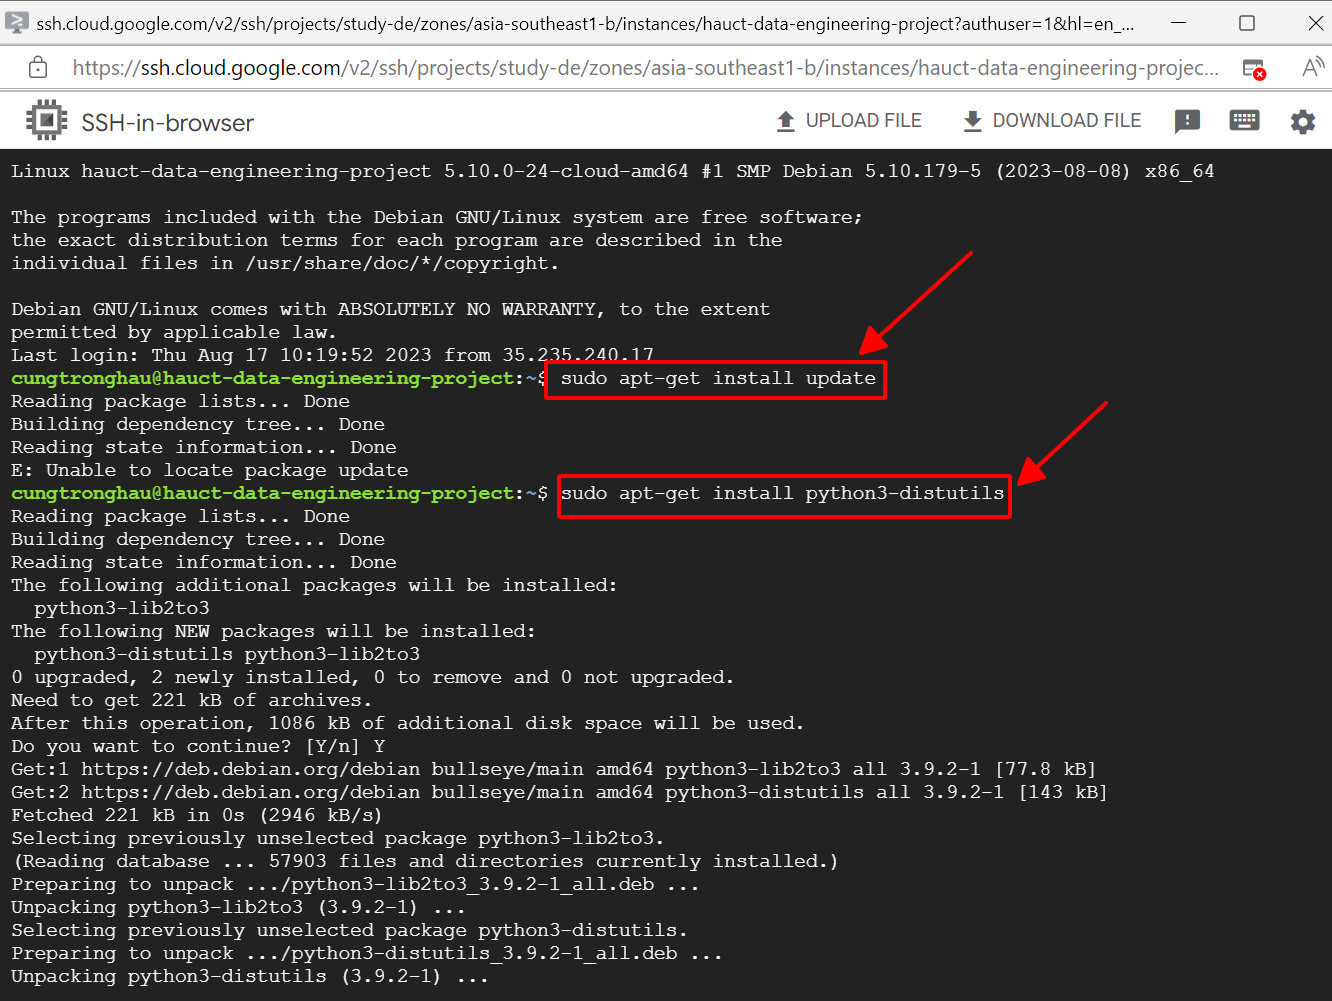 ssh.cloud.google.com/v2/ssh/projects/study-de/zones/asia-southeast1-b/instances/hauct-data-engineering-project?authuser=1&hl=en_...
https://ssh.cloud.google.com/v2/ssh/projects/study-de/zones/asia-southeast1-b/instances/hauct-data-engineering-projec...
SSH-in-browser
UPLOAD FILE
DOWNLOAD FILE
Linux hauct-data-engineering-project 5.10.0-24-cloud-amd64 #1 SMP Debian 5.10.179-5 (2023-08-08) x86_64
The programs included with the Debian GNU/Linux system are free software;
the exact distribution terms for each program are described in the
individual files in /usr/share/doc/*/copyright.
Debian GNU/Linux comes with ABSOLUTELY NO WARRANTY, to the extent
permitted by applicable law.
Last login: Thu Aug 17 10:19:52 2023 from 35.235.240.17
cungtronghau@hauct-data-engineering-project:~$ sudo apt-get install update
Reading package lists... Done
Building dependency tree... Done
Reading state information... Done
E: Unable to locate package update
cungtronghau@hauct-data-engineering-project:~$ sudo apt-get install python3-distutils
Reading package lists... Done
Building dependency tree... Done
Reading state information... Done
The following additional packages will be installed:
  python3-lib2to3
The following NEW packages will be installed:
  python3-distutils python3-lib2to3
0 upgraded, 2 newly installed, 0 to remove and 0 not upgraded.
Need to get 221 kB of archives.
After this operation, 1086 kB of additional disk space will be used.
Do you want to continue? [Y/n] Y
Get:1 https://deb.debian.org/debian bullseye/main amd64 python3-lib2to3 all 3.9.2-1 [77.8 kB]
Get:2 https://deb.debian.org/debian bullseye/main amd64 python3-distutils all 3.9.2-1 [143 kB]
Fetched 221 kB in 0s (2946 kB/s)
Selecting previously unselected package python3-lib2to3.
(Reading database ... 57903 files and directories currently installed.)
Preparing to unpack .../python3-lib2to3_3.9.2-1_all.deb ...
Unpacking python3-lib2to3 (3.9.2-1) ...
Selecting previously unselected package python3-distutils.
Preparing to unpack .../python3-distutils_3.9.2-1_all.deb ...
Unpacking python3-distutils (3.9.2-1) ...